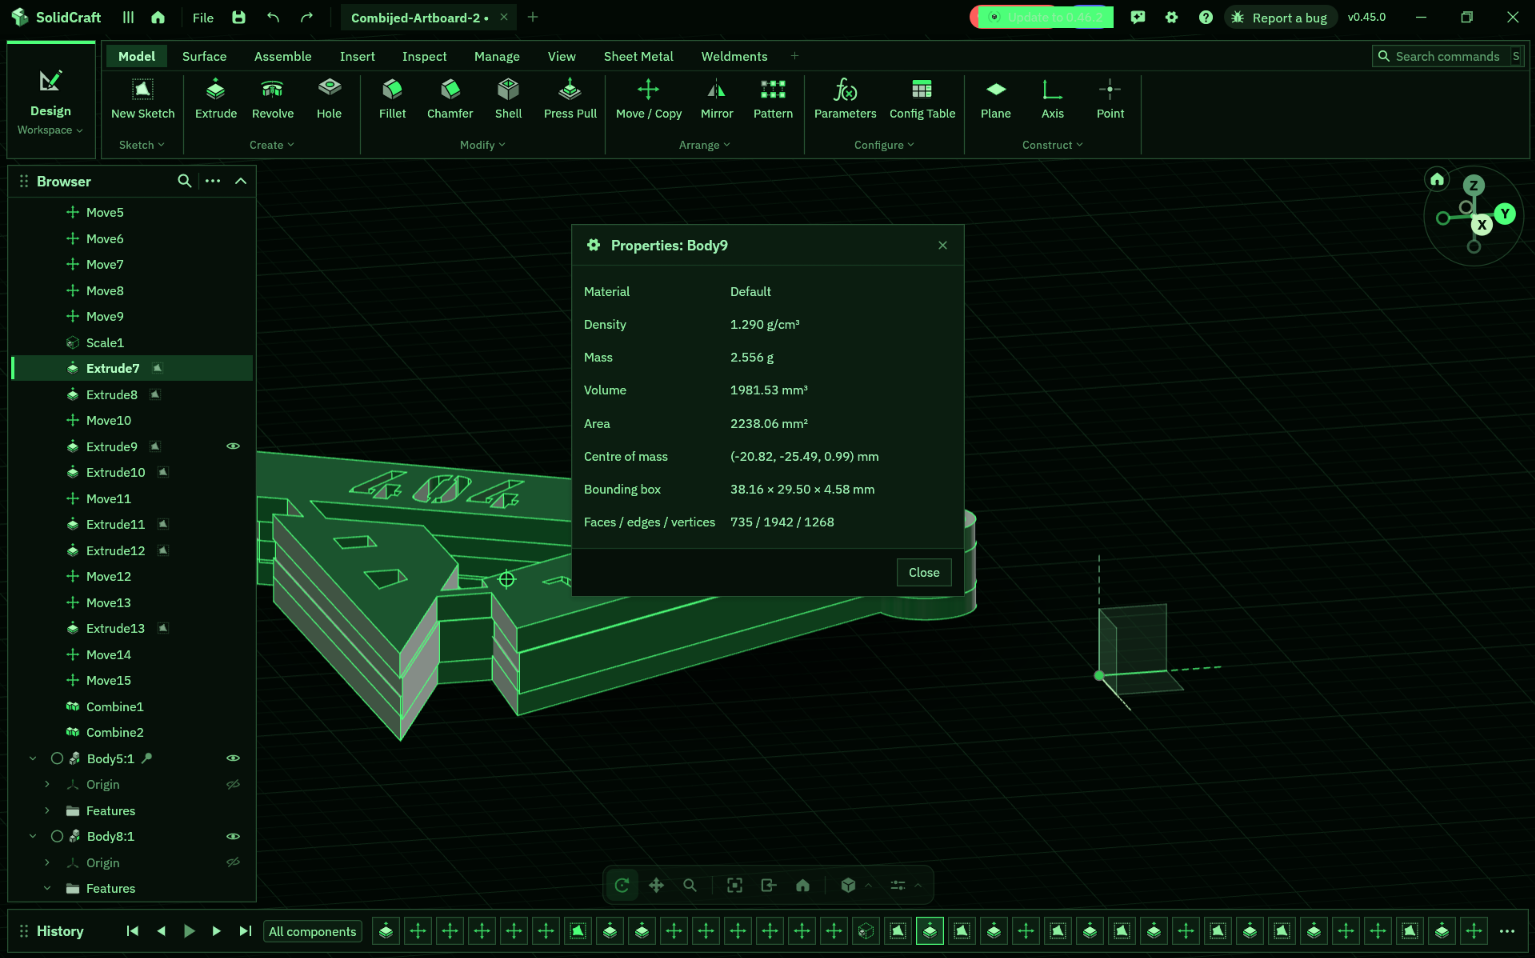 SolidCraft
File
Combijed-Artboard-2 •
Update to 0.46.2
Report a bug
v0.45.0
Design
Workspace
Model
Surface
Assemble
Insert
Inspect
Manage
View
Sheet Metal
Weldments
Search commands
S
New Sketch
Extrude
Revolve
Hole
Fillet
Chamfer
Shell
Press Pull
Move / Copy
Mirror
Pattern
Parameters
Config Table
Plane
Axis
Point
Sketch
Create
Modify
Arrange
Configure
Construct
Browser
Move5
Move6
Move7
Move8
Move9
Scale1
Extrude7
Extrude8
Move10
Extrude9
Extrude10
Move11
Extrude11
Extrude12
Move12
Move13
Extrude13
Move14
Move15
Combine1
Combine2
Body5:1
Origin
Features
Body8:1
Origin
Features
404
Properties: Body9
Material Default
Density 1.290 g/cm³
Mass 2.556 g
Volume 1981.53 mm³
Area 2238.06 mm²
Centre of mass (-20.82, -25.49, 0.99) mm
Bounding box 38.16 × 29.50 × 4.58 mm
Faces / edges / vertices 735 / 1942 / 1268
Close
Z
Y
X
History
All components